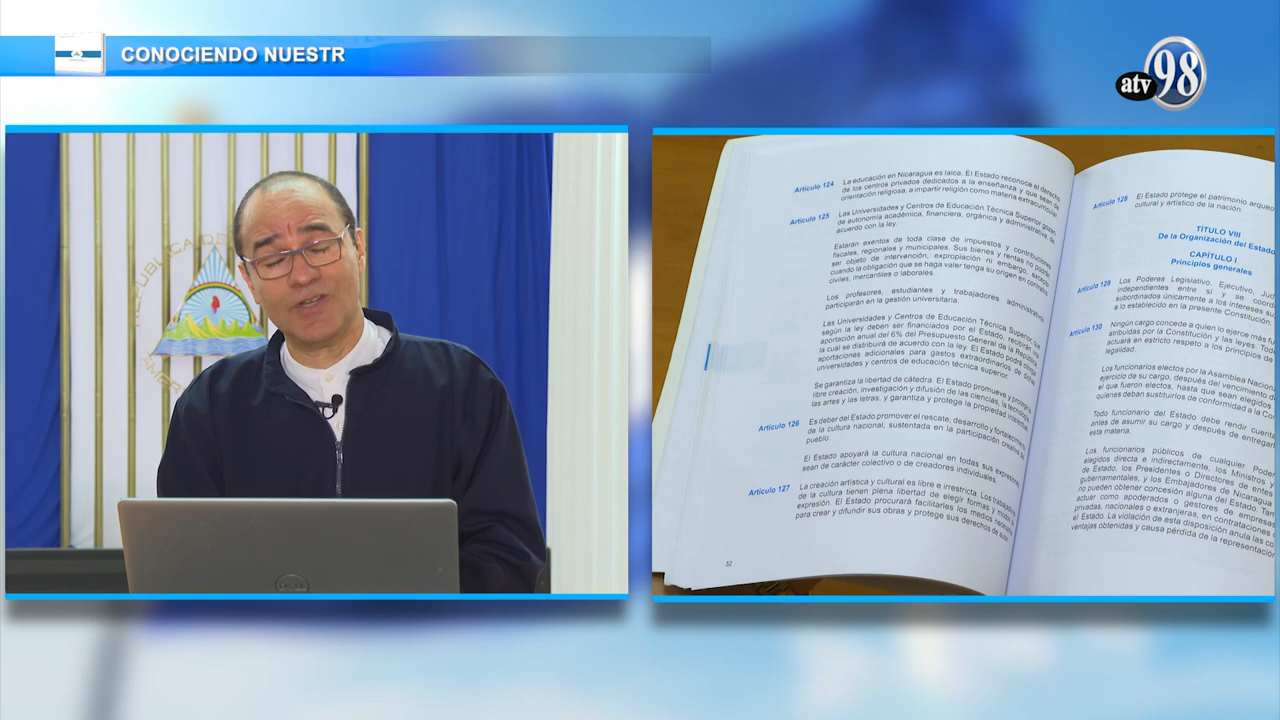 CONOCIENDO NUESTR
atv 98
REPUBLICA DE
AMER
DELL
Artículo 124 La educación en Nicaragua es laica. El Estado reconoce el derecho
de los centros privados dedicados a la enseñanza y que sean de
orientación religiosa, a impartir religión como materia extracurricular
Artículo 125 Las Universidades y Centros de Educación Técnica Superior gozan
de autonomía académica, financiera, orgánica y administrativa, de
acuerdo con la ley.
Estarán exentos de toda clase de impuestos y contribuciones
fiscales, regionales y municipales. Sus bienes y rentas no podrán
ser objeto de intervención, expropiación ni embargo, excepto
cuando la obligación que se haga valer tenga su origen en contratos
civiles, mercantiles o laborales.
Los profesores, estudiantes y trabajadores administrativos
participarán en la gestión universitaria.
Las Universidades y Centros de Educación Técnica Superior, que
según la ley deben ser financiados por el Estado, recibirán una
aportación anual del 6% del Presupuesto General de la República,
la cual se distribuirá de acuerdo con la ley. El Estado podrá otorgar
aportaciones adicionales para gastos extraordinarios de dichas
universidades y centros de educación técnica superior.
Se garantiza la libertad de cátedra. El Estado promueve y protege la
libre creación, investigación y difusión de las ciencias, la tecnología,
las artes y las letras, y garantiza y protege la propiedad intelectual.
Artículo 126 Es deber del Estado promover el rescate, desarrollo y fortalecimiento
de la cultura nacional, sustentada en la participación creativa del
pueblo.
El Estado apoyará la cultura nacional en todas sus expresiones,
sean de carácter colectivo o de creadores individuales.
Artículo 127 La creación artística y cultural es libre e irrestricta. Los trabajadores
de la cultura tienen plena libertad de elegir formas y modos de
expresión. El Estado procurará facilitarles los medios necesarios
para crear y difundir sus obras y protege sus derechos de autor.
52
Artículo 128 El Estado protege el patrimonio arqueo
cultural y artístico de la nación.
TÍTULO VIII
De la Organización del Estado
CAPÍTULO I
Principios generales
Artículo 129 Los Poderes Legislativo, Ejecutivo, Jud
independientes entre sí y se coord
subordinados únicamente a los intereses su
a lo establecido en la presente Constitución.
Artículo 130 Ningún cargo concede a quien lo ejerce más fu
atribuidas por la Constitución y las leyes. Todo
actuará en estricto respeto a los principios de
legalidad.
Los funcionarios electos por la Asamblea Nacional
ejercicio de su cargo, después del vencimiento de
el que fueron electos, hasta que sean elegidos
quienes deban sustituirlos de conformidad a la Co
Todo funcionario del Estado debe rendir cuenta
antes de asumir su cargo y después de entregar
esta materia.
Los funcionarios públicos de cualquier Poder
elegidos directa e indirectamente, los Ministros y
de Estado, los Presidentes o Directores de entes
gubernamentales, y los Embajadores de Nicaragua
no pueden obtener concesión alguna del Estado. Tam
actuar como apoderados o gestores de empresas
privadas, nacionales o extranjeras, en contrataciones
el Estado. La violación de esta disposición anula las co
ventajas obtenidas y causa pérdida de la representación